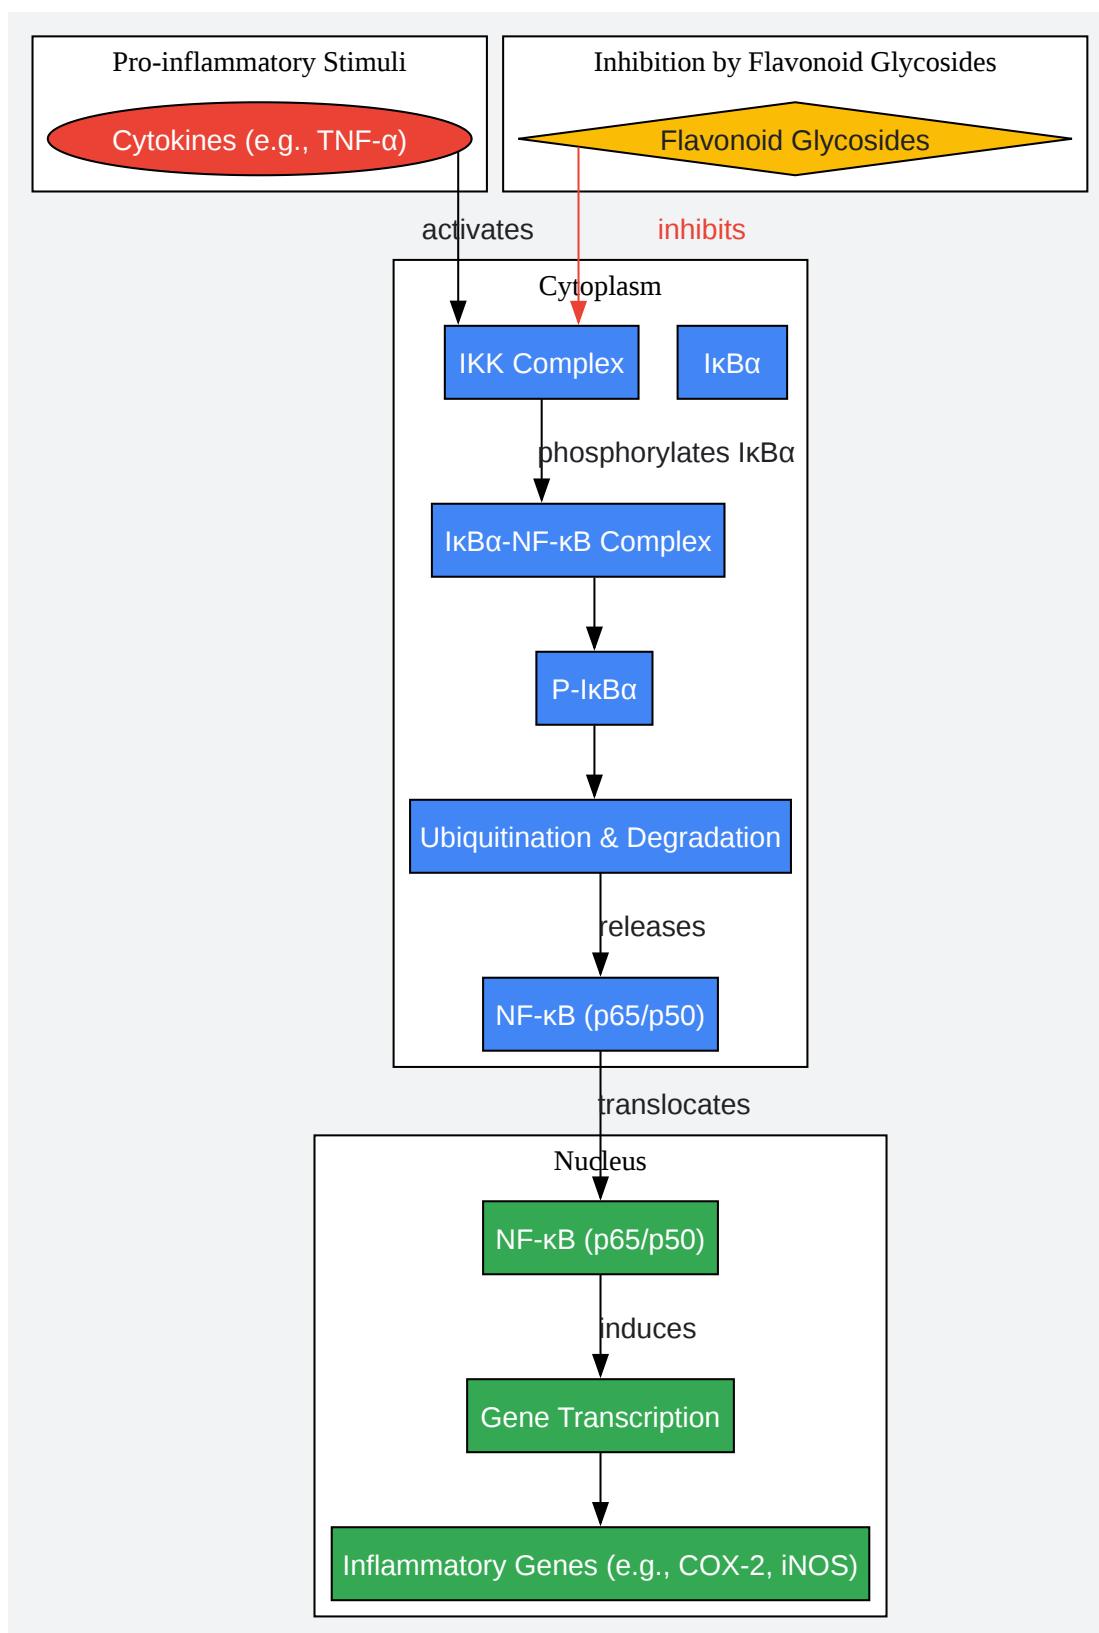 Pro-inflammatory Stimuli
Cytokines (e.g., TNF-α)
Inhibition by Flavonoid Glycosides
Flavonoid Glycosides
activates
inhibits
Cytoplasm
IKK Complex
IκBα
phosphorylates IκBα
IκBα-NF-κB Complex
P-IκBα
Ubiquitination & Degradation
releases
NF-κB (p65/p50)
translocates
Nucleus
NF-κB (p65/p50)
induces
Gene Transcription
Inflammatory Genes (e.g., COX-2, iNOS)